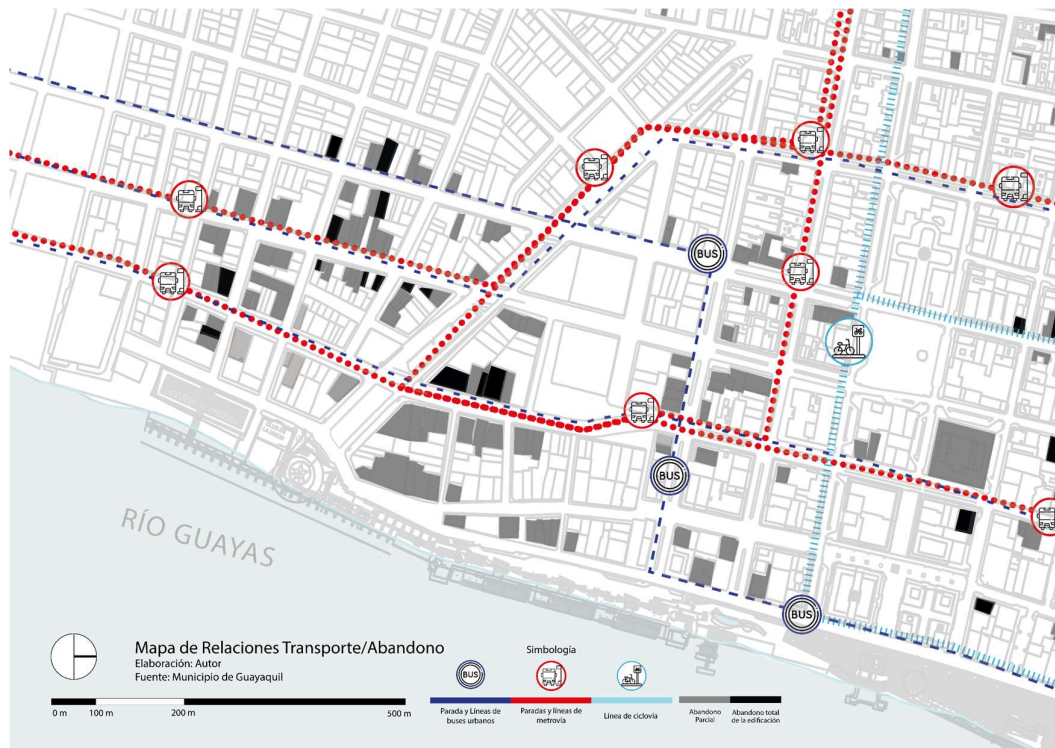 BUS
BUS
RÍO GUAYAS
BUS
Mapa de Relaciones Transporte/Abandono
Elaboración: Autor
Fuente: Municipio de Guayaquil
0 m
100 m
200 m
500 m
Simbología
BUS
Parada y Líneas de
buses urbanos
Paradas y líneas de
metrovía
Línea de ciclovía
Abandono
Parcial
Abandono total
de la edificación